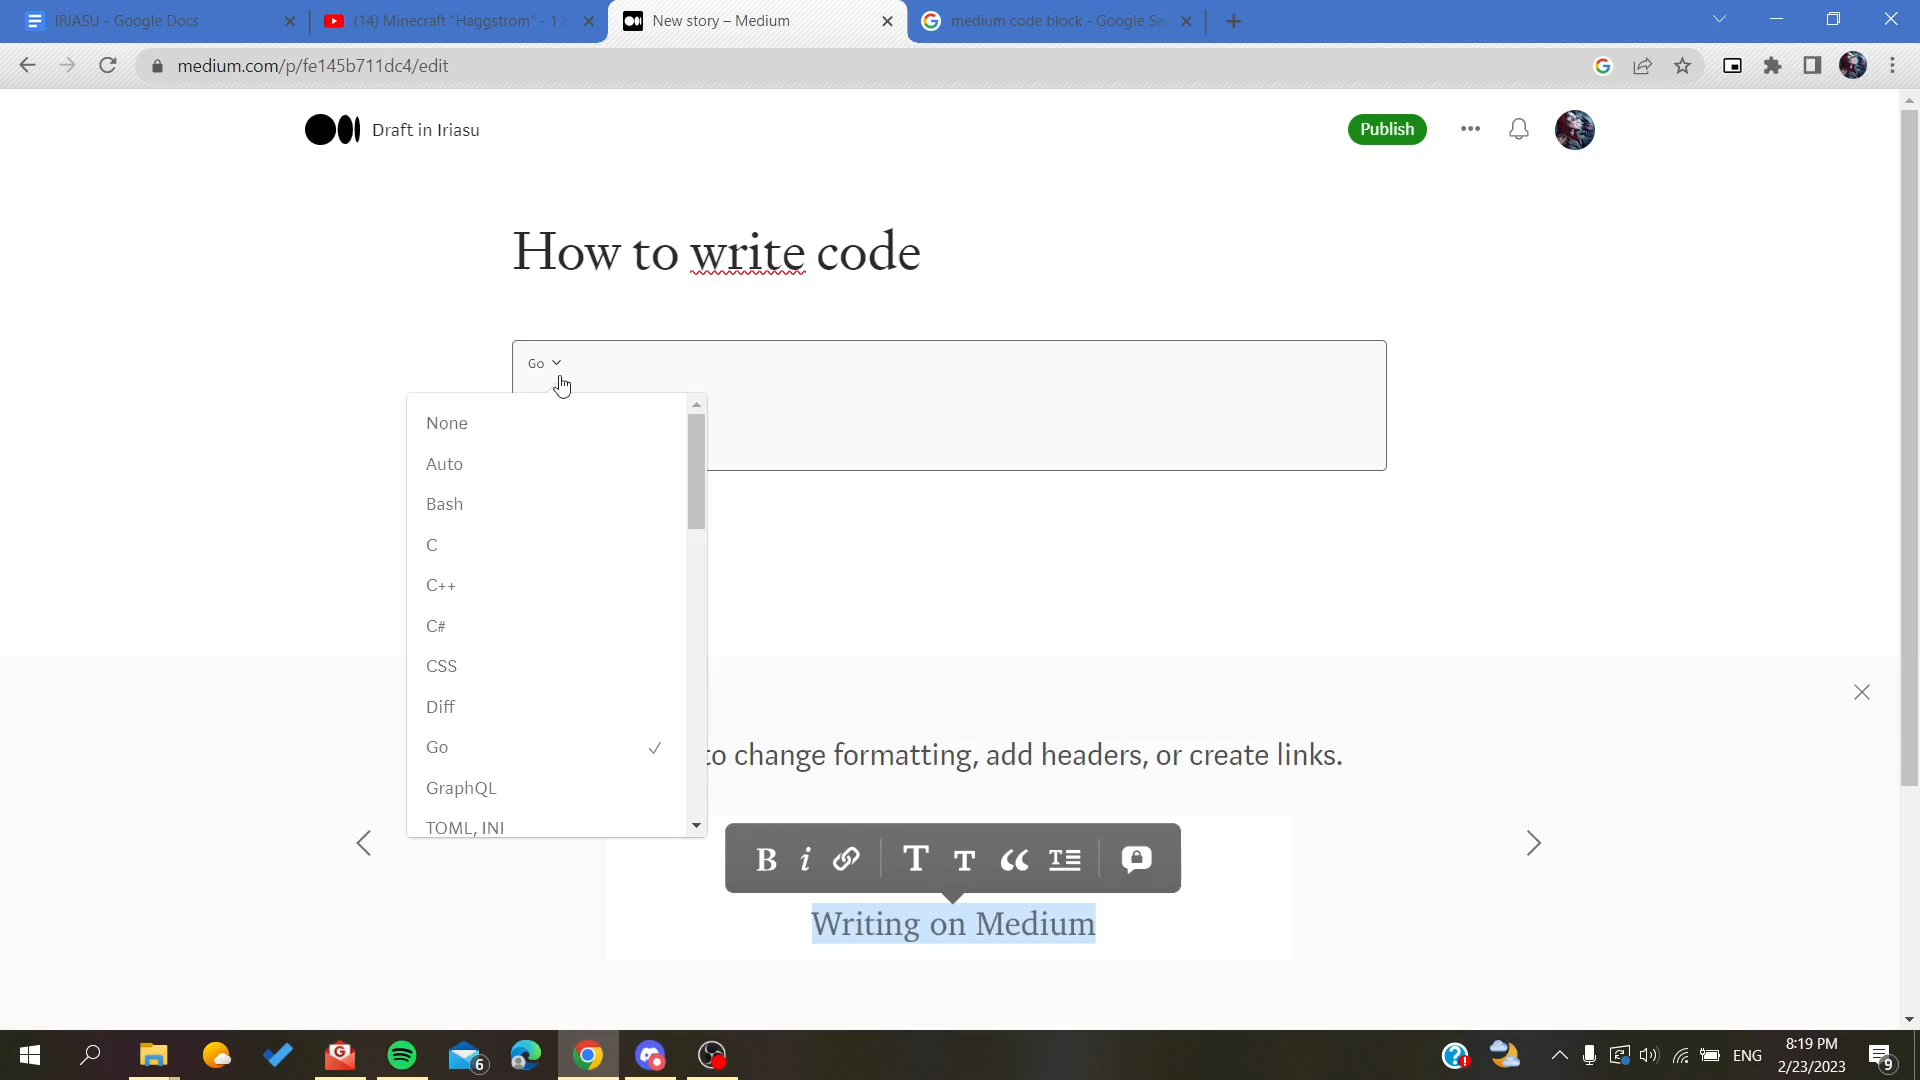 IRIASU - Google Docs
(14) Minecraft "Haggstrom" - 1
New story – Medium
medium code block - Google Se
medium.com/p/fe145b711dc4/edit
Draft in Iriasu
Publish
How to write code
Go
None
Auto
Bash
C
C++
C#
CSS
Diff
Go
GraphQL
TOML, INI
to change formatting, add headers, or create links.
B i T T
Writing on Medium
6
ENG
8:19 PM
2/23/2023
9